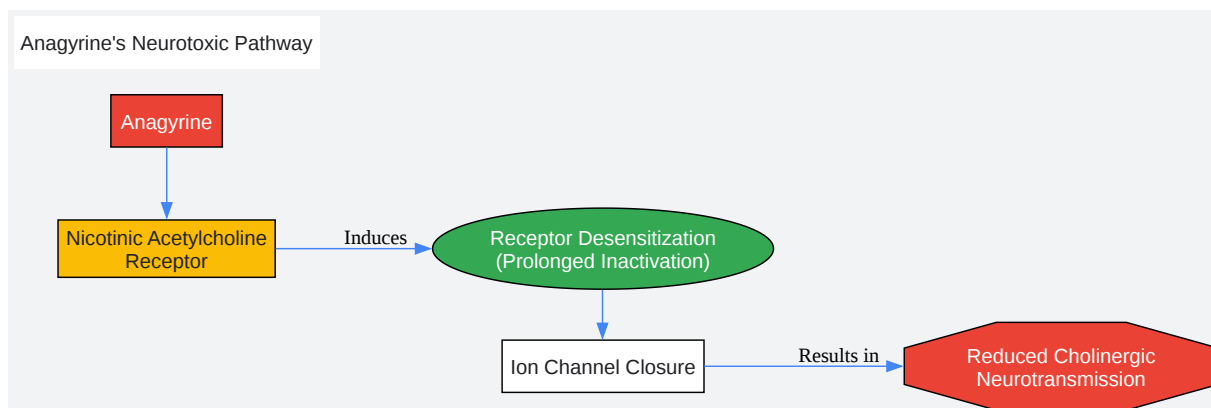 Anagyrine's Neurotoxic Pathway
Anagyrine
Nicotinic Acetylcholine
Receptor
Induces
Receptor Desensitization
(Prolonged Inactivation)
Ion Channel Closure
Results in
Reduced Cholinergic
Neurotransmission